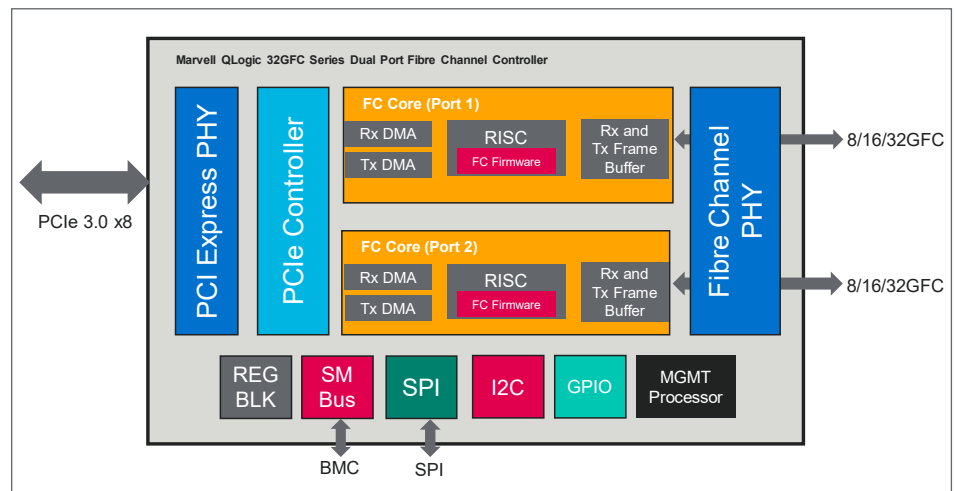 Marvell QLogic 32GFC Series Dual Port Fibre Channel Controller
PCIe 3.0 x8
PCI Express PHY
PCIe Controller
FC Core (Port 1)
Rx DMA
Tx DMA
RISC
FC Firmware
Rx and
Tx Frame
Buffer
FC Core (Port 2)
Rx DMA
Tx DMA
RISC
FC Firmware
Rx and
Tx Frame
Buffer
Fibre Channel
PHY
8/16/32GFC
8/16/32GFC
REG
BLK
SM
Bus
SPI
I2C
GPIO
MGMT
Processor
BMC
SPI